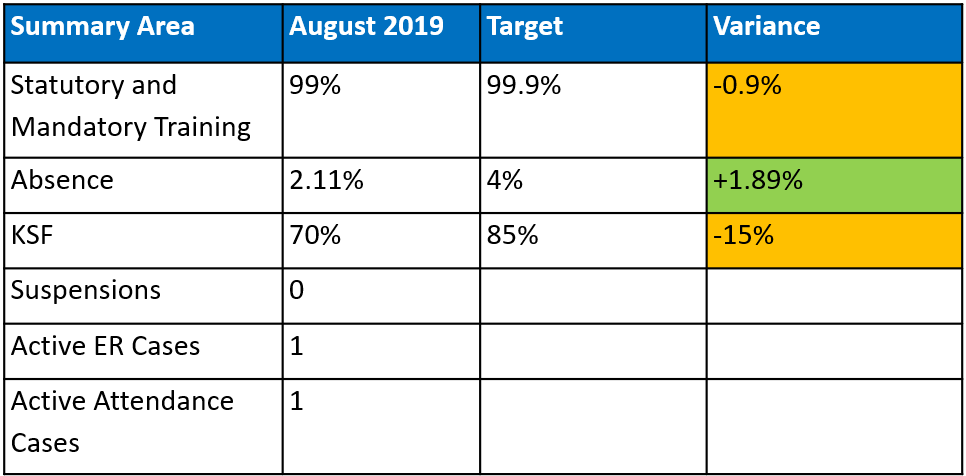 Summary Area August 2019 Target Variance
Statutory and 99% 99.9% -0.9%
Mandatory Training
Absence 2.11% 4% +1.89%
KSF 70% 85% -15%
Suspensions 0
Active ER Cases 1
Active Attendance 1
Cases